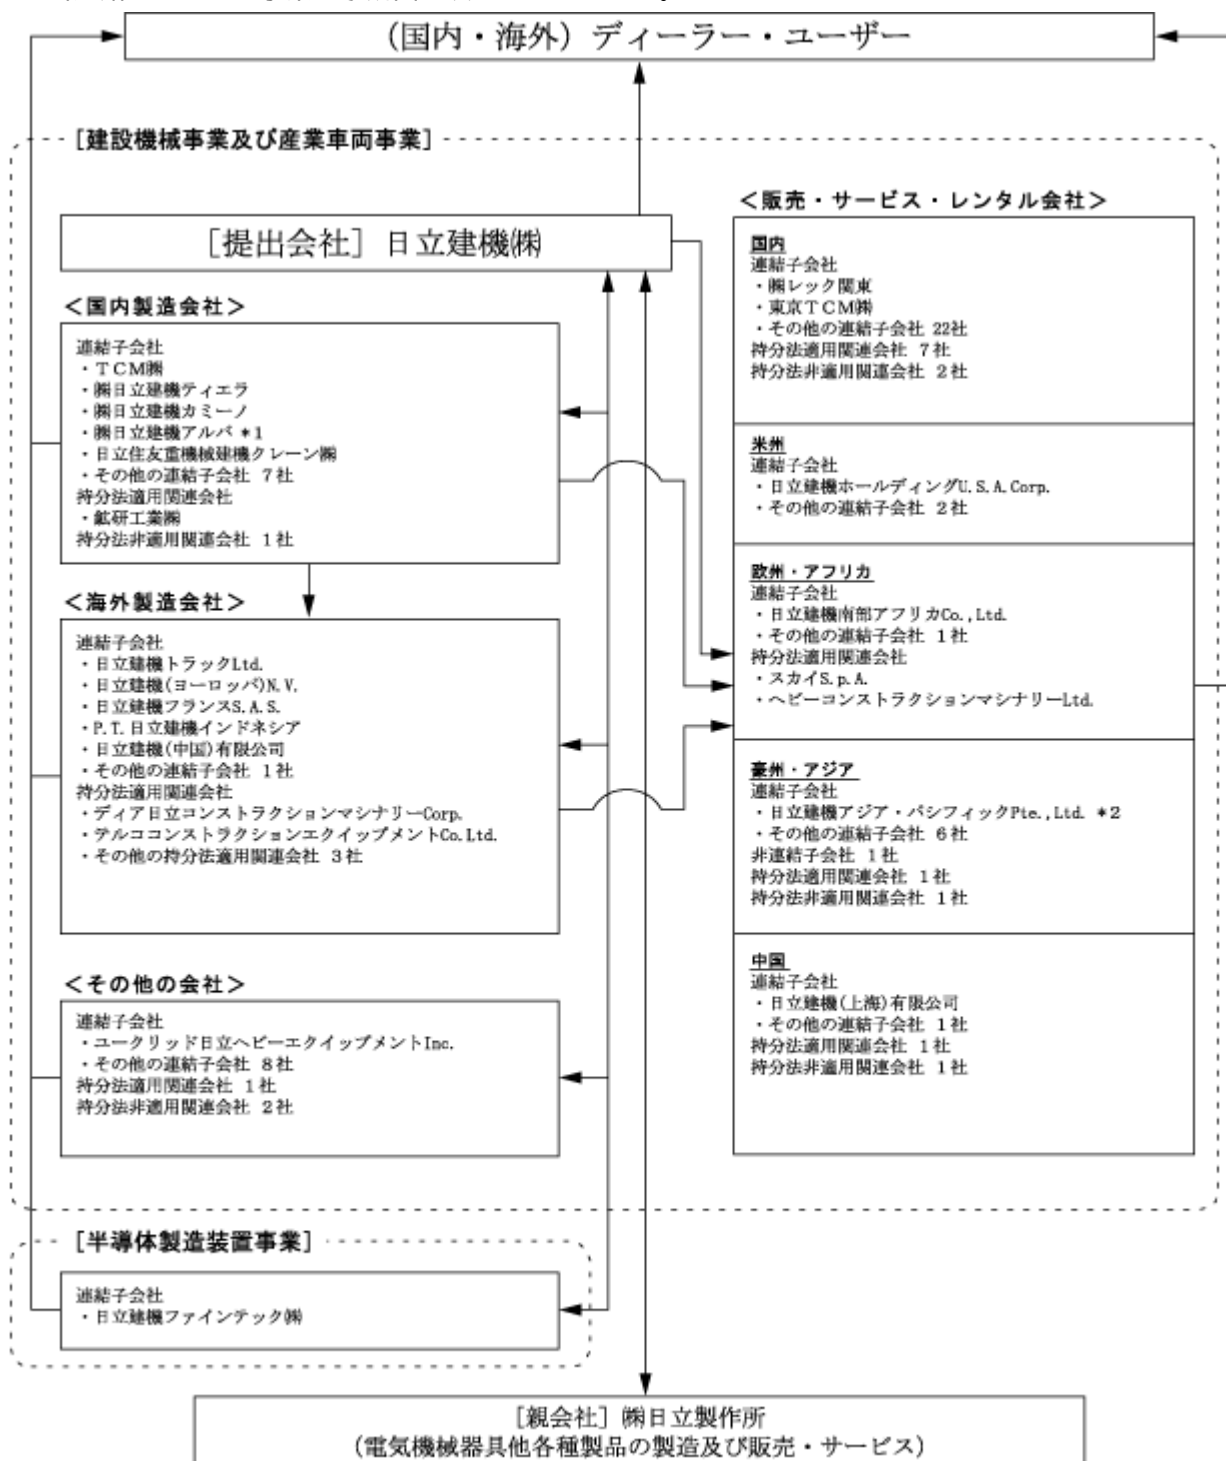 (国内・海外) ディーラー・ユーザー
[建設機械事業及び産業車両事業]
[提出会社] 日立建機㈱
<国内製造会社>
連結子会社
・TCM㈱
・㈱日立建機ティエラ
・㈱日立建機カミーノ
・㈱日立建機アルバ *1
・日立住友重機械建機クレーン㈱
・その他の連結子会社 7社
持分法適用関連会社
・鉱研工業㈱
持分法非適用関連会社 1社
<海外製造会社>
連結子会社
・日立建機トラックLtd.
・日立建機(ヨーロッパ)N.V.
・日立建機フランスS.A.S.
・P.T.日立建機インドネシア
・日立建機(中国)有限公司
・その他の連結子会社 1社
持分法適用関連会社
・ディア日立コンストラクションマシナリーCorp.
・テルココンストラクションエクイップメントCo.Ltd.
・その他の持分法適用関連会社 3社
<その他の会社>
連結子会社
・ユークリッド日立ヘビーエクイップメントInc.
・その他の連結子会社 8社
持分法適用関連会社 1社
持分法非適用関連会社 2社
<販売・サービス・レンタル会社>
国内
連結子会社
・㈱レック関東
・東京TCM㈱
・その他の連結子会社 22社
持分法適用関連会社 7社
持分法非適用関連会社 2社
米州
連結子会社
・日立建機ホールディングU.S.A.Corp.
・その他の連結子会社 2社
欧州・アフリカ
連結子会社
・日立建機南部アフリカCo.,Ltd.
・その他の連結子会社 1社
持分法適用関連会社
・スカイS.p.A.
・ヘビーコンストラクションマシナリーLtd.
豪州・アジア
連結子会社
・日立建機アジア・パシフィックPte.,Ltd. *2
・その他の連結子会社 6社
非連結子会社 1社
持分法適用関連会社 1社
持分法非適用関連会社 1社
中国
連結子会社
・日立建機(上海)有限公司
・その他の連結子会社 1社
持分法適用関連会社 1社
持分法非適用関連会社 1社
[半導体製造装置事業]
連結子会社
・日立建機ファインテック㈱
[親会社] ㈱日立製作所
(電気機械器具他各種製品の製造及び販売・サービス)